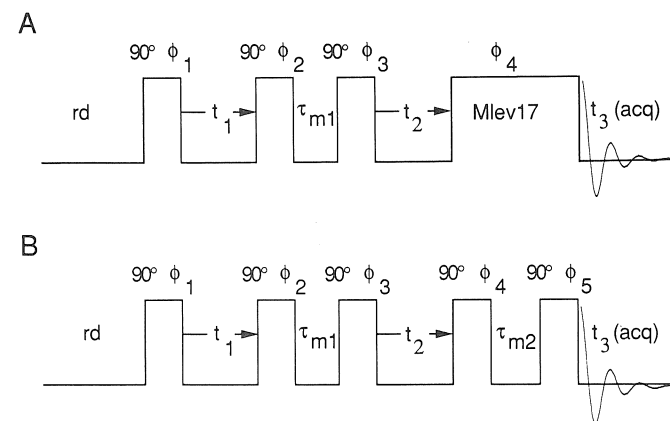 A
90° ϕ1 90° ϕ2 90° ϕ3 ϕ4
rd t1 τm1 t2 Mlev17 t3 (acq)
B
90° ϕ1 90° ϕ2 90° ϕ3 90° ϕ4 90° ϕ5
rd t1 τm1 t2 τm2 t3 (acq)